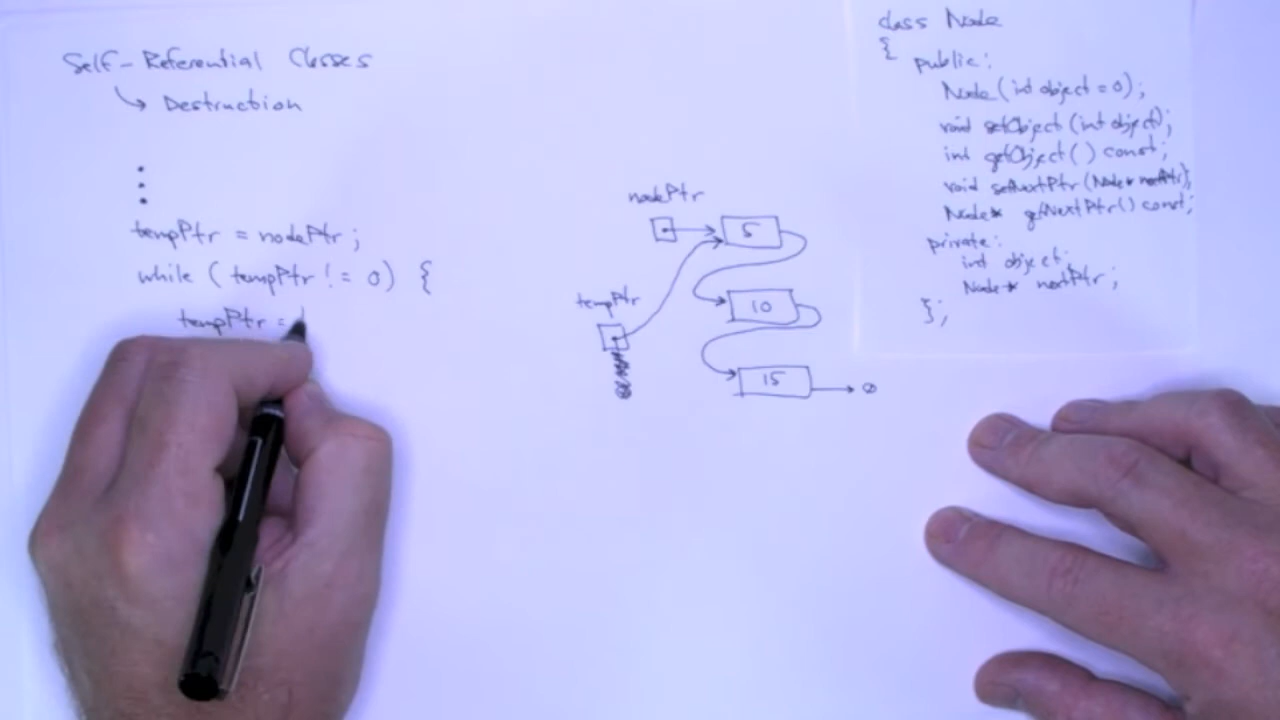 Self-Referential Classes
↳ Destruction
tempPtr = nodePtr;
while (tempPtr != 0) {
tempPtr =
nodePtr
5
tempPtr
10
15
class Node
{
public:
Node(int object = 0);
void setObject(int object);
int getObject() const;
void setNextPtr(Node* nextPtr);
Node* getNextPtr() const;
private:
int object;
Node* nextPtr;
};